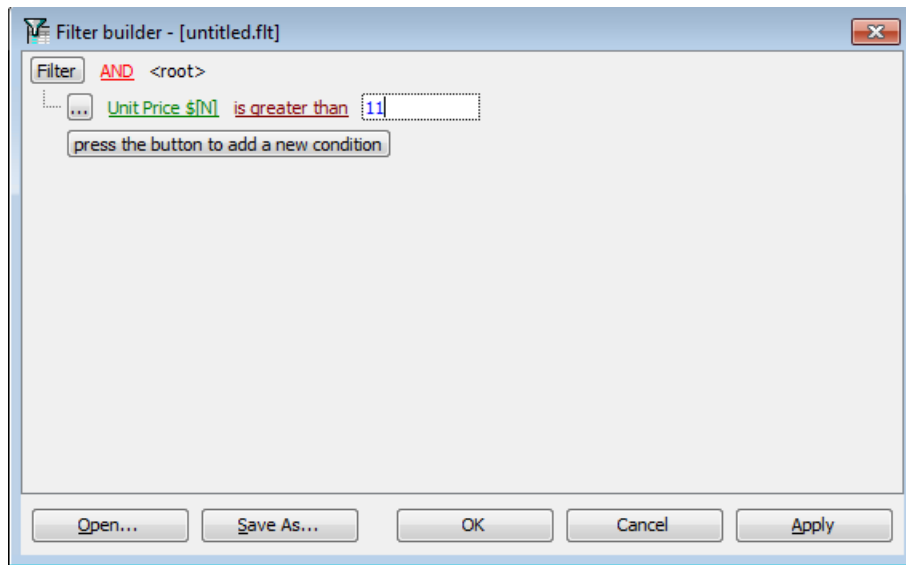 Filter builder - [untitled.flt]
Filter AND <root>
... Unit Price $[N] is greater than 11
press the button to add a new condition
Open... Save As... OK Cancel Apply